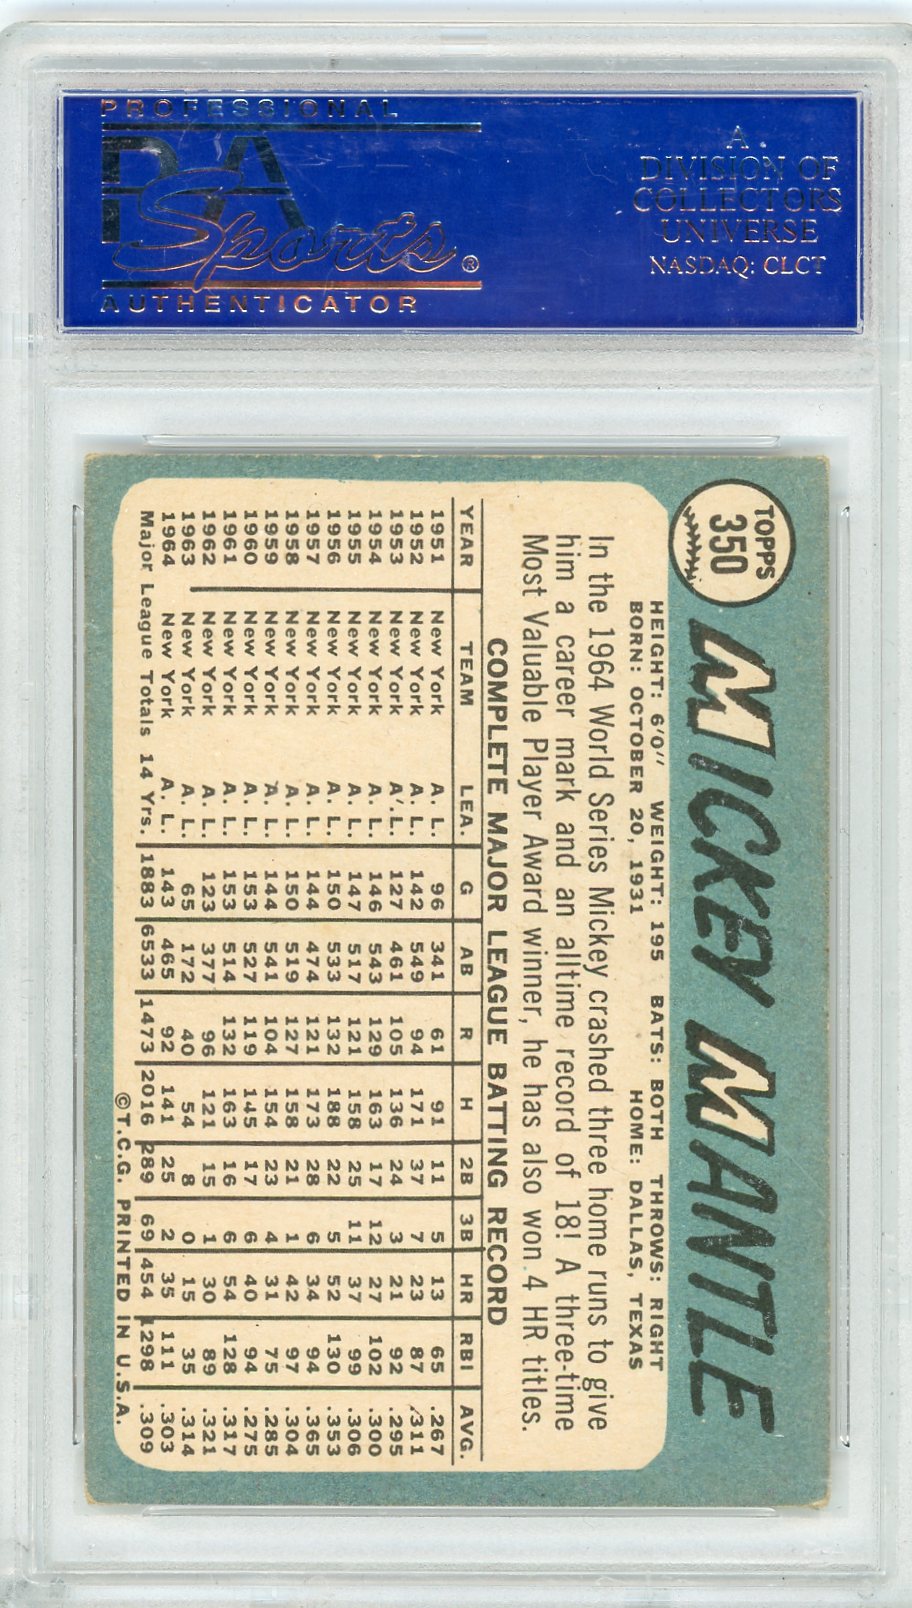 PROFESSIONAL
PSA
Sports®
AUTHENTICATOR
A
DIVISION OF
COLLECTORS
UNIVERSE
NASDAQ: CLCT
TOPPS
350
MICKEY MANTLE
HEIGHT: 6'0" WEIGHT: 195 BATS: BOTH THROWS: RIGHT
BORN: OCTOBER 20, 1931 HOME: DALLAS, TEXAS
In the 1964 World Series Mickey crashed three home runs to give
him a career mark and an alltime record of 18! A three-time
Most Valuable Player Award winner, he has also won 4 HR titles.
COMPLETE MAJOR LEAGUE BATTING RECORD
YEAR TEAM LEA. G AB R H 2B 3B HR RBI AVG.
1951 New York A. L. 96 341 61 91 11 5 13 65 .267
1952 New York A. L. 142 549 94 171 37 7 23 87 .311
1953 New York A. L. 127 461 105 136 24 3 21 92 .295
1954 New York A. L. 146 543 129 163 17 12 27 102 .300
1955 New York A. L. 147 517 121 158 25 11 37 99 .306
1956 New York A. L. 150 533 132 188 22 5 52 130 .353
1957 New York A. L. 144 474 121 173 28 6 34 94 .365
1958 New York A. L. 150 519 127 158 21 1 42 97 .304
1959 New York A. L. 144 541 104 154 23 4 31 75 .285
1960 New York A. L. 153 527 119 145 17 6 40 94 .275
1961 New York A. L. 153 514 132 163 16 6 54 128 .317
1962 New York A. L. 123 377 96 121 15 1 30 89 .321
1963 New York A. L. 65 172 40 54 8 0 15 35 .314
1964 New York A. L. 143 465 92 141 25 2 35 111 .303
Major League Totals 14 Yrs. 1883 6533 1473 2016 289 69 454 1298 .309
©T.C.G. PRINTED IN U.S.A.